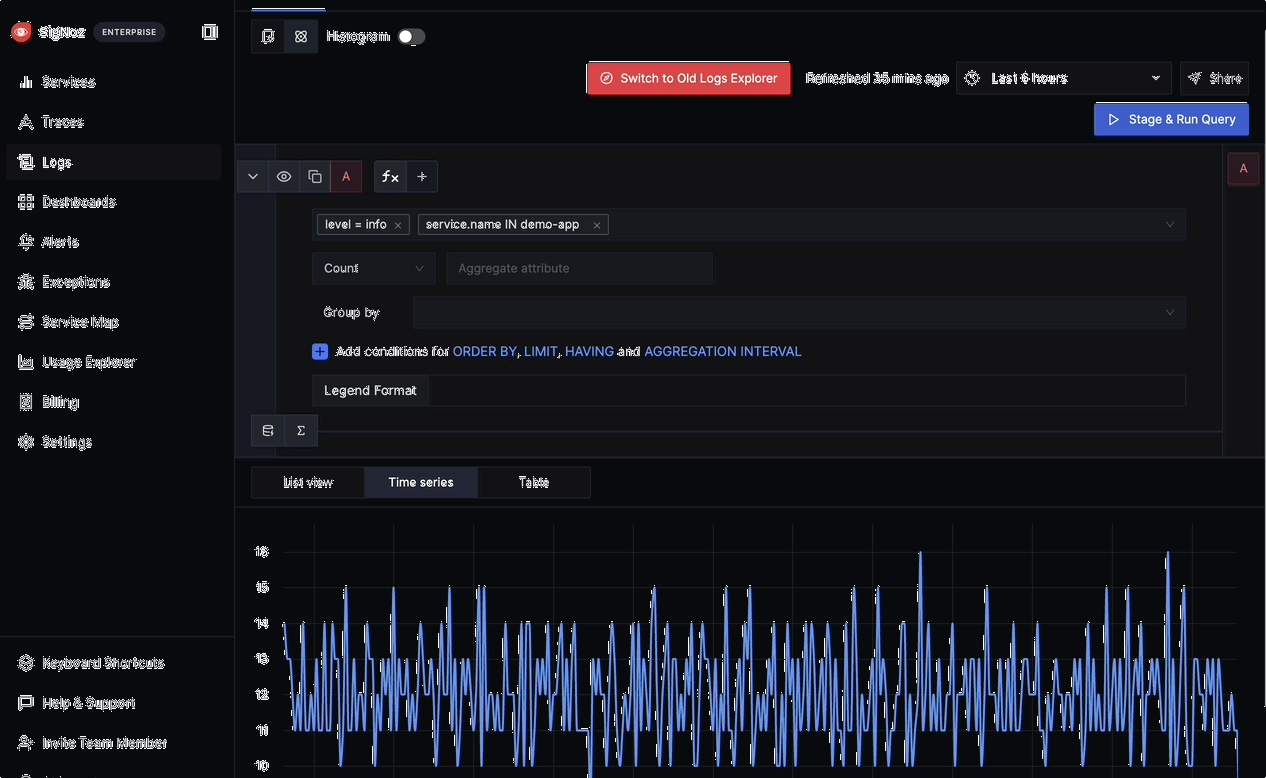 SigNoz ENTERPRISE
Services
Traces
Logs
Dashboards
Alerts
Exceptions
Service Map
Usage Explorer
Billing
Settings
Keyboard Shortcuts
Help & Support
Invite Team Member
Histogram
Switch to Old Logs Explorer
Refreshed 35 mins ago
Last 6 hours
Share
Stage & Run Query
A
fx
A
level = info
service.name IN demo-app
Count
Aggregate attribute
Group by
Add conditions for ORDER BY, LIMIT, HAVING and AGGREGATION INTERVAL
Legend Format
Σ
List view
Time series
Table
16
15
14
13
12
11
10